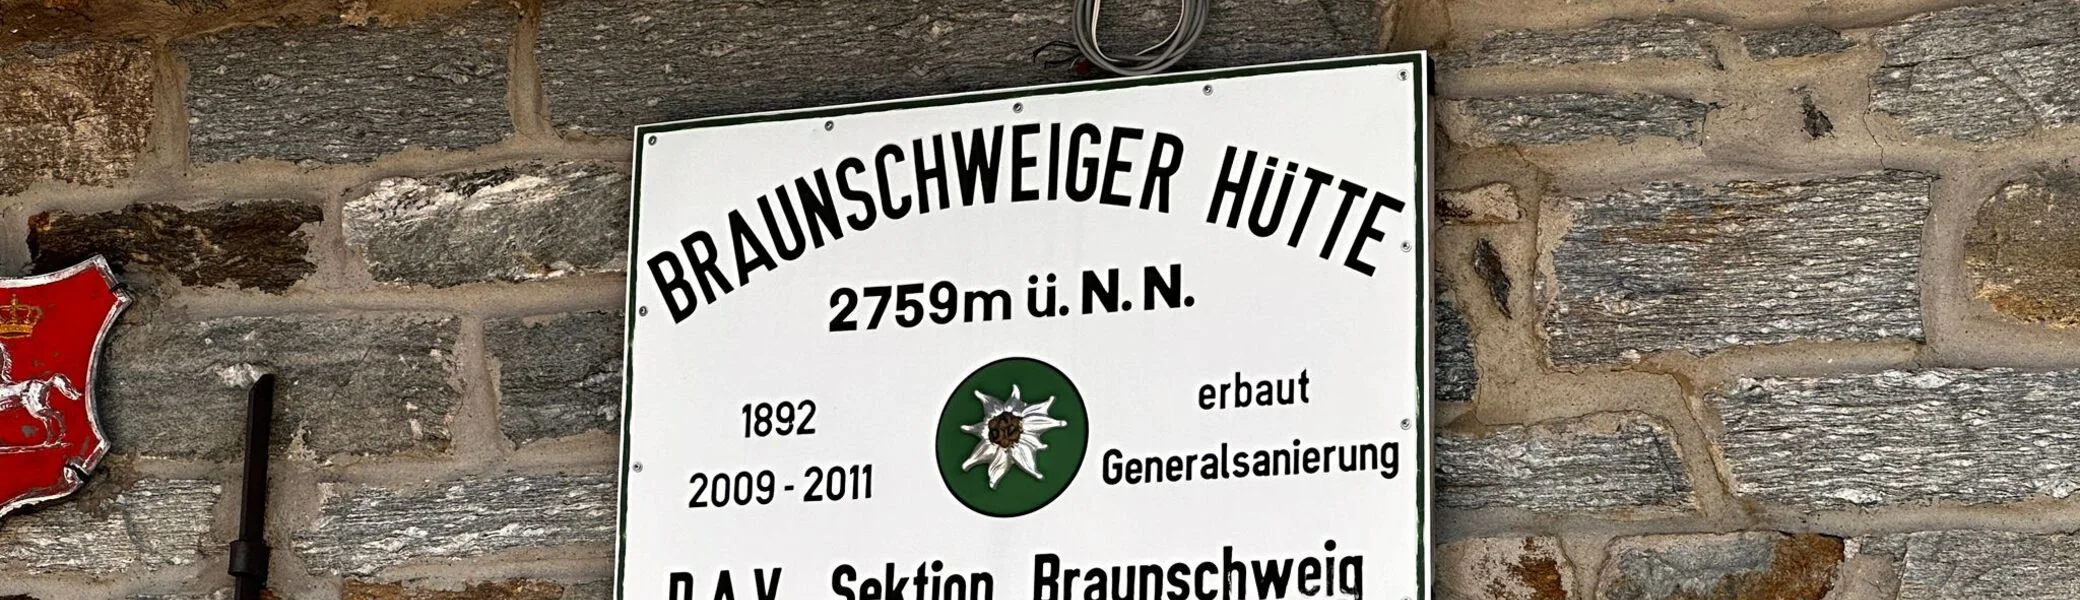 BRAUNSCHWEIGER HÜTTE
2759m ü. N. N.
1892 erbaut
2009 - 2011 Generalsanierung
D.A.V. Sektion Braunschweig